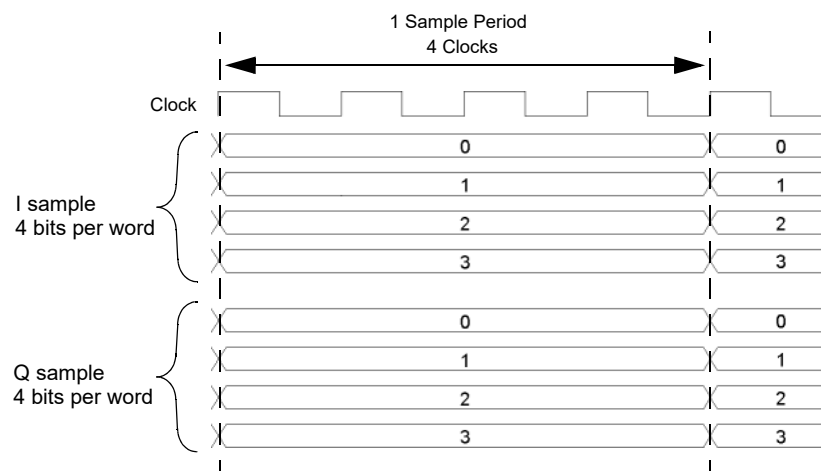 1 Sample Period
4 Clocks
Clock
0 0
1 1
I sample
2 2
4 bits per word
3 3
0 0
1 1
Q sample
4 bits per word
2 2
3 3